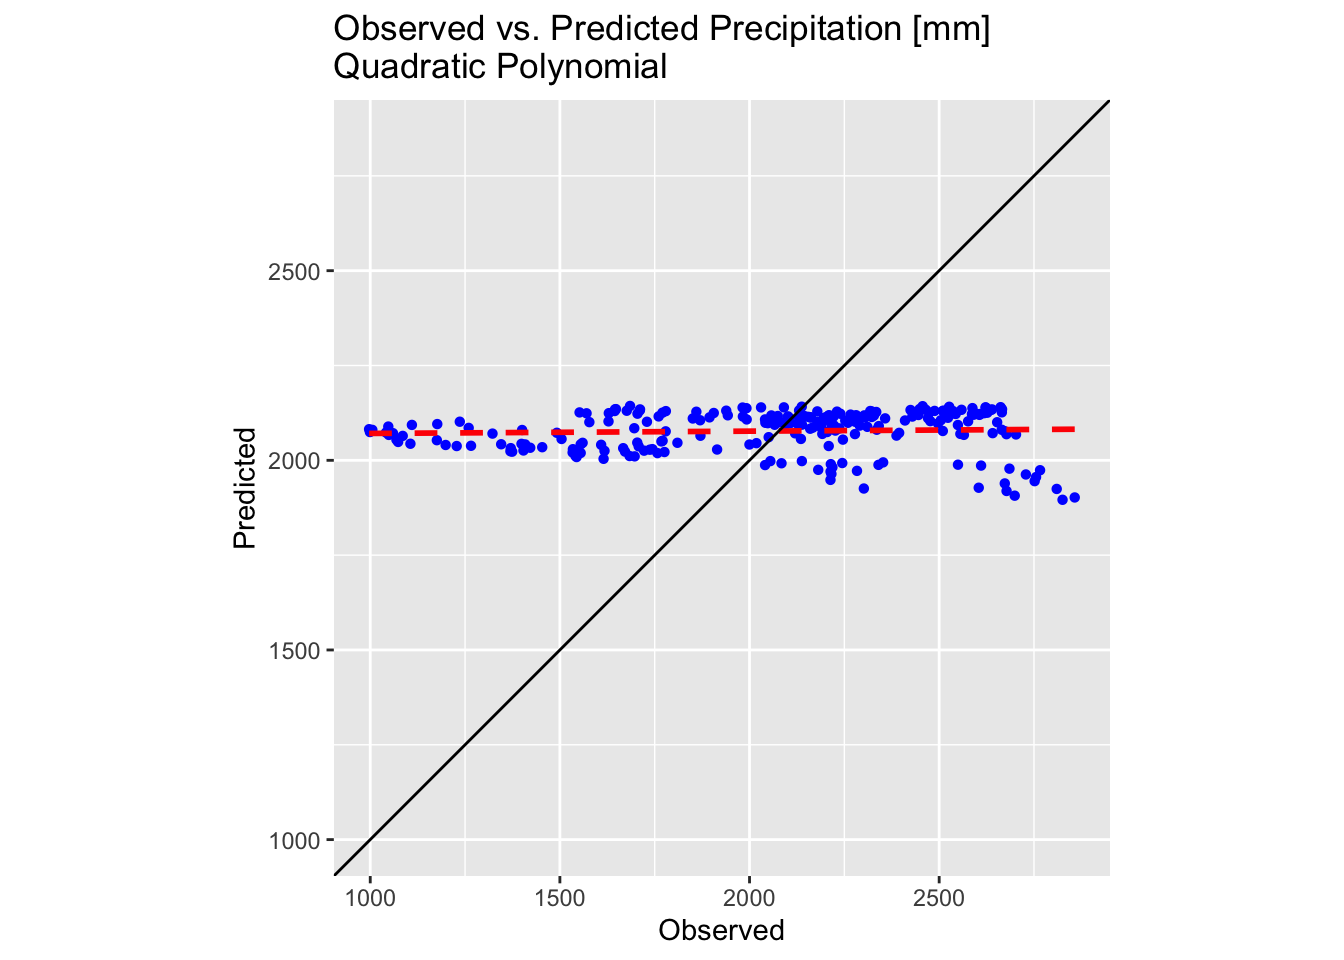 Observed vs. Predicted Precipitation [mm]
Quadratic Polynomial
2500
2000
1500
1000
Predicted
1000 1500 2000 2500
Observed